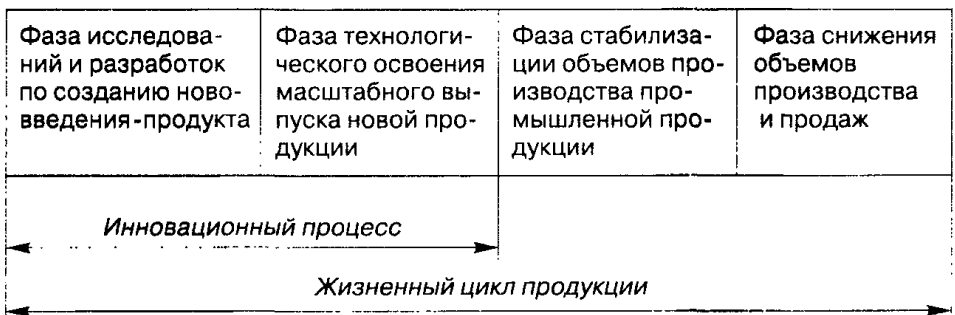 Фаза исследова-
ний и разработок
по созданию ново-
введения-продукта
Фаза технологи-
ческого освоения
масштабного вы-
пуска новой про-
дукции
Фаза стабилиза-
ции объемов про-
изводства про-
мышленной про-
дукции
Фаза снижения
объемов
производства
и продаж
Инновационный процесс
Жизненный цикл продукции